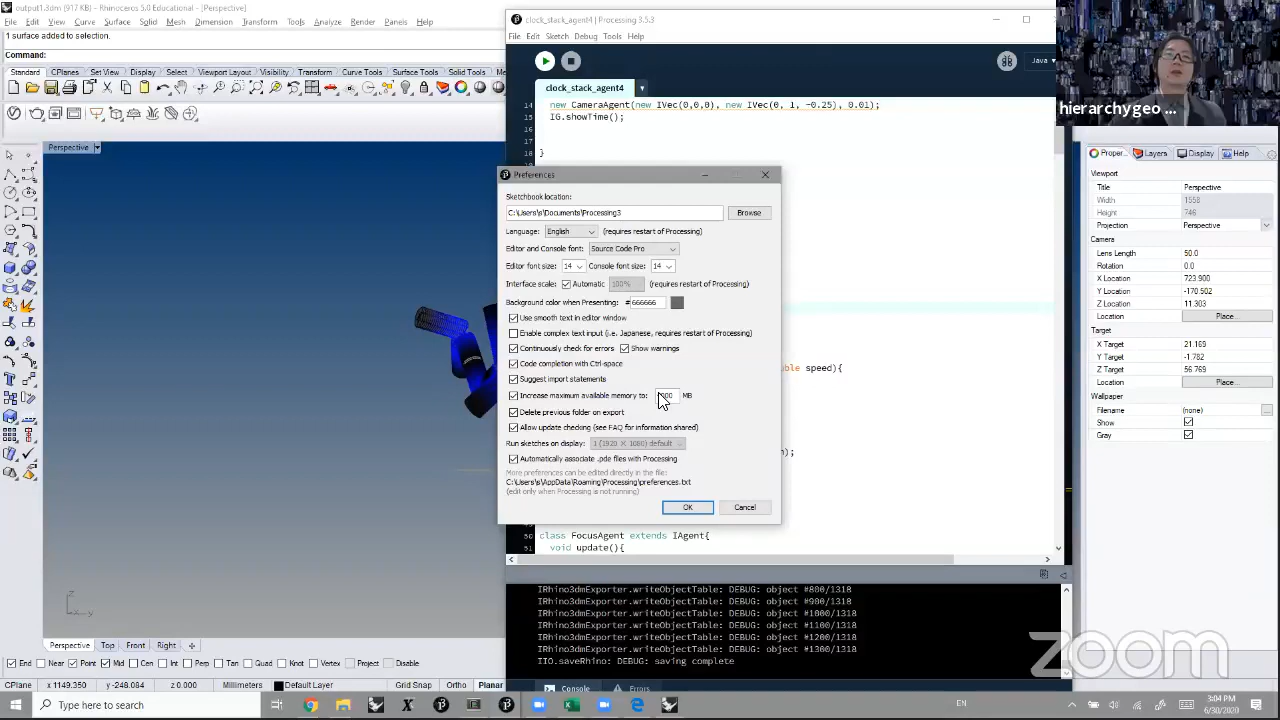 output1.3dm (917 KB) - Rhinoceros 5.0 Educational - [Perspective]
File Edit View Curve Surface Solid Mesh Dimension Transform Tools Analyze
1 surface added to selection.
Command:
Standard CPlanes Set View Display Select Viewport Layout Visibility Transform Curve Tools Surface Tools Solid Tools
Perspective
clock_stack_agent4 | Processing 3.5.3
File Edit Sketch Debug Tools Help
Java
clock_stack_agent4
14 new CameraAgent(new IVec(0,0,0), new IVec(0, 1, -0.25), 0.01);
15 IG.showTime();
16
17
18 }
Preferences
Sketchbook location:
C:\Users\s\Documents\Processing3 Browse
Language: English (requires restart of Processing)
Editor and Console font: Source Code Pro
Editor font size: 14 Console font size: 14
Interface scale: Automatic 100% (requires restart of Processing)
Background color when Presenting: # 666666
Use smooth text in editor window
Enable complex text input (i.e. Japanese, requires restart of Processing)
Continuously check for errors Show warnings
Code completion with Ctrl-space
Suggest import statements
Increase maximum available memory to: MB
Delete previous folder on export
Allow update checking (see FAQ for information shared)
Run sketches on display: 1 (1920 X 1080) default
Automatically associate .pde files with Processing
More preferences can be edited directly in the file:
C:\Users\s\AppData\Roaming\Processing\preferences.txt
(edit only when Processing is not running)
OK Cancel
speed){
);
50 class FocusAgent extends IAgent{
51 void update(){
IRhino3dmExporter.writeObjectTable: DEBUG: object #800/1318
IRhino3dmExporter.writeObjectTable: DEBUG: object #900/1318
IRhino3dmExporter.writeObjectTable: DEBUG: object #1000/1318
IRhino3dmExporter.writeObjectTable: DEBUG: object #1100/1318
IRhino3dmExporter.writeObjectTable: DEBUG: object #1200/1318
IRhino3dmExporter.writeObjectTable: DEBUG: object #1300/1318
IIO.saveRhino: DEBUG: saving complete
Console Errors
hierarchygeo ...
Proper... Layers Display Help
Viewport
Title Perspective
Width 1558
Height 746
Projection Perspective
Camera
Lens Length 50.0
Rotation 0.0
X Location 723.900
Y Location -170.502
Z Location 11.303
Location Place...
Target
X Target 21.169
Y Target -1.782
Z Target 56.769
Location Place...
Wallpaper
Filename (none)
Show
Gray
zoom
Perspective Top Front Right
End Near Point Mid Cen Int Perp Tan Quad Knot Vertex Project Disable
CPlane x 1149.350 y -248.094 z 0.000 Millimeters Default Grid Snap Ortho Planar
Type here to search
EN
3:04 PM
6/30/2020